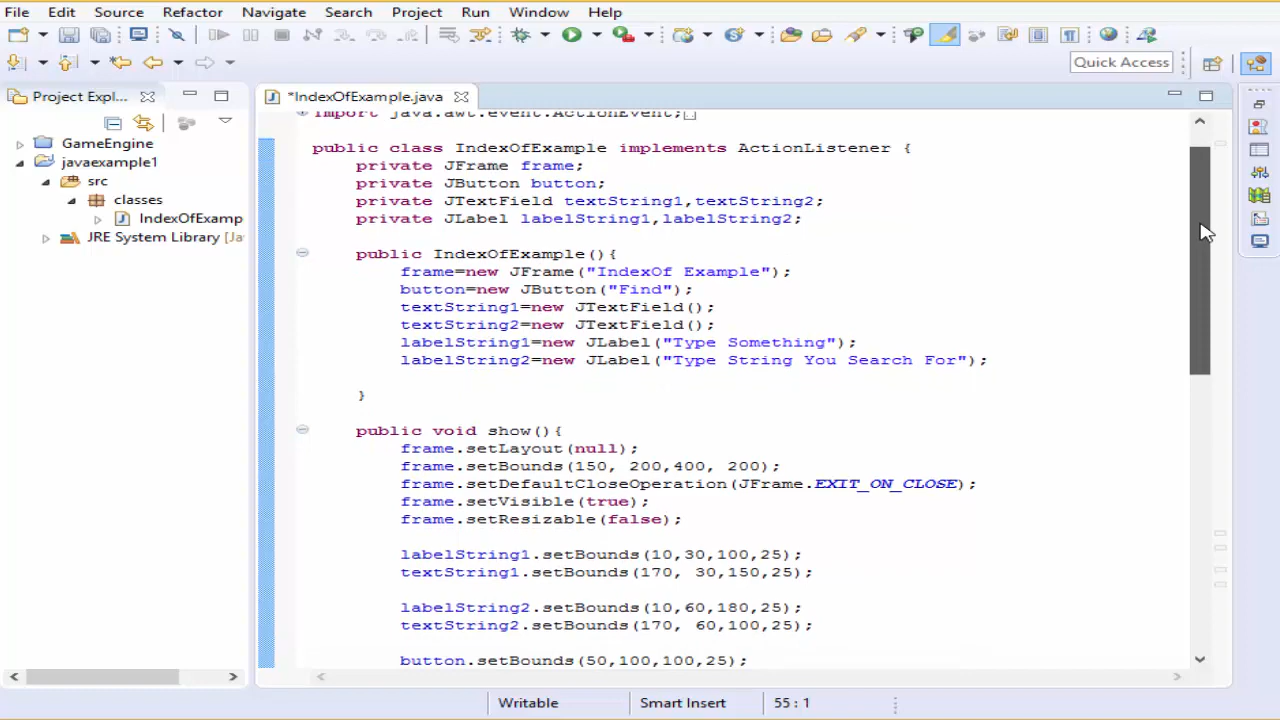 File Edit Source Refactor Navigate Search Project Run Window Help
Quick Access
Project Expl...
*IndexOfExample.java
GameEngine
javaexample1
src
classes
IndexOfExamp
JRE System Library [Ja
import java.awt.event.ActionEvent;
public class IndexOfExample implements ActionListener {
private JFrame frame;
private JButton button;
private JTextField textString1,textString2;
private JLabel labelString1,labelString2;
public IndexOfExample(){
frame=new JFrame("IndexOf Example");
button=new JButton("Find");
textString1=new JTextField();
textString2=new JTextField();
labelString1=new JLabel("Type Something");
labelString2=new JLabel("Type String You Search For");
}
public void show(){
frame.setLayout(null);
frame.setBounds(150, 200,400, 200);
frame.setDefaultCloseOperation(JFrame.EXIT_ON_CLOSE);
frame.setVisible(true);
frame.setResizable(false);
labelString1.setBounds(10,30,100,25);
textString1.setBounds(170, 30,150,25);
labelString2.setBounds(10,60,180,25);
textString2.setBounds(170, 60,100,25);
button.setBounds(50,100,100,25);
Writable
Smart Insert
55 : 1